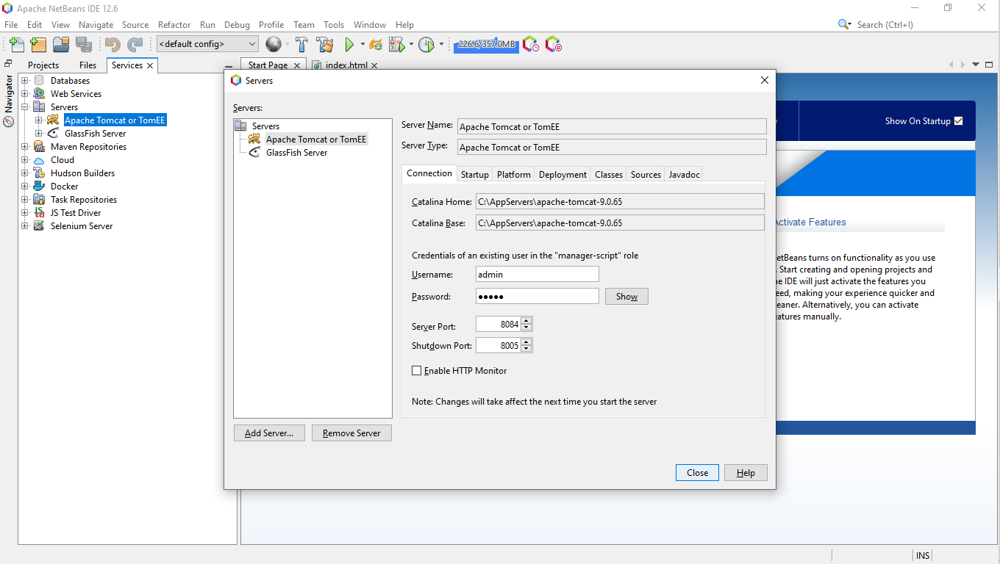 Apache NetBeans IDE 12.6
File Edit View Navigate Source Refactor Run Debug Profile Team Tools Window Help
Search (Ctrl+I)
<default config>
226.6/357.0MB
Projects Files Services
Start Page index.html
Navigator
Databases
Web Services
Servers
Apache Tomcat or TomEE
GlassFish Server
Maven Repositories
Cloud
Hudson Builders
Docker
Task Repositories
JS Test Driver
Selenium Server
Servers
Servers:
Servers
Apache Tomcat or TomEE
GlassFish Server
Add Server...
Remove Server
Server Name: Apache Tomcat or TomEE
Server Type: Apache Tomcat or TomEE
Connection Startup Platform Deployment Classes Sources Javadoc
Catalina Home: C:\AppServers\apache-tomcat-9.0.65
Catalina Base: C:\AppServers\apache-tomcat-9.0.65
Credentials of an existing user in the "manager-script" role
Username: admin
Password: ●●●●●
Show
Server Port: 8084
Shutdown Port: 8005
Enable HTTP Monitor
Note: Changes will take affect the next time you start the server
Close
Help
Show On Startup
Activate Features
etBeans turns on functionality as you use
. Start creating and opening projects and
e IDE will just activate the features you
eed, making your experience quicker and
eaner. Alternatively, you can activate
atures manually.
INS